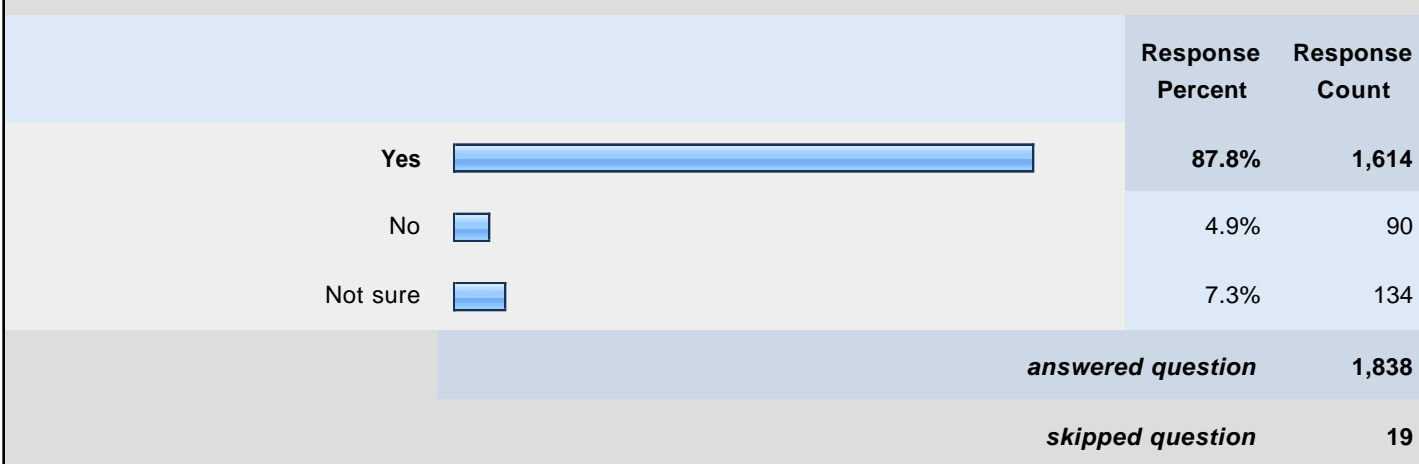 Response Response
Percent Count
Yes 87.8% 1,614
No 4.9% 90
Not sure 7.3% 134
answered question 1,838
skipped question 19